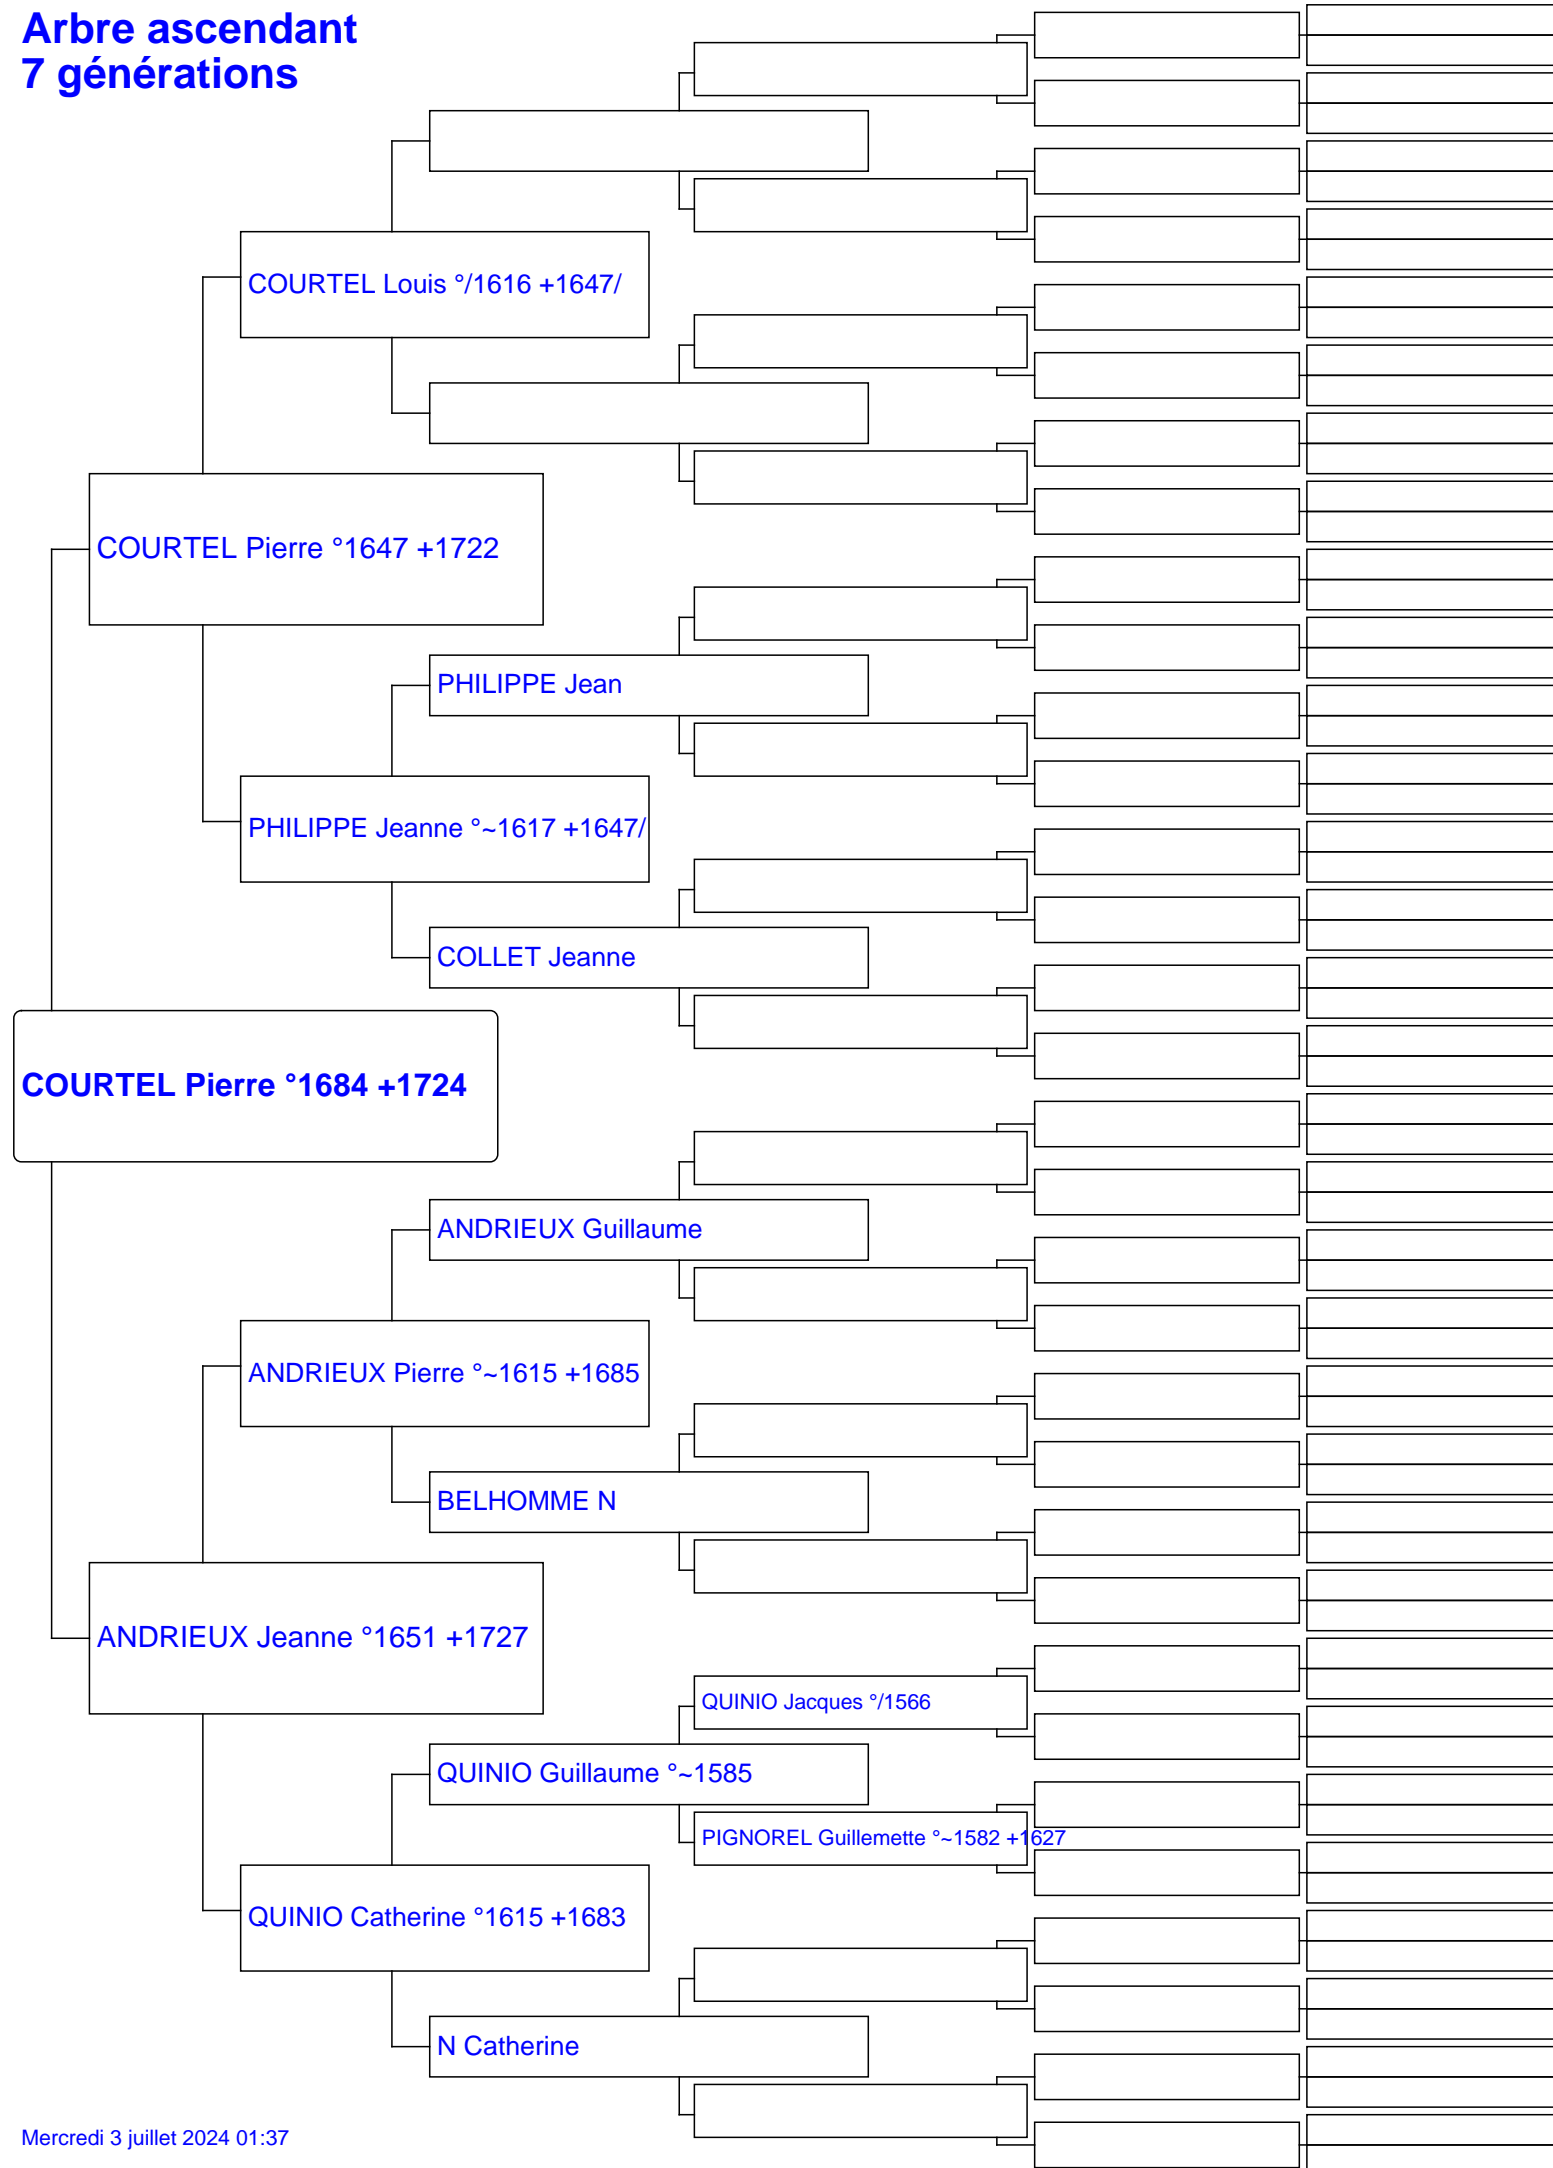 Arbre ascendant
7 générations
COURTEL Louis °/1616 +1647/
COURTEL Pierre °1647 +1722
PHILIPPE Jean
PHILIPPE Jeanne °~1617 +1647/
COLLET Jeanne
COURTEL Pierre °1684 +1724
ANDRIEUX Guillaume
ANDRIEUX Pierre °~1615 +1685
BELHOMME N
ANDRIEUX Jeanne °1651 +1727
QUINIO Jacques °/1566
QUINIO Guillaume °~1585
PIGNOREL Guillemette °~1582 +1627
QUINIO Catherine °1615 +1683
N Catherine
Mercredi 3 juillet 2024 01:37